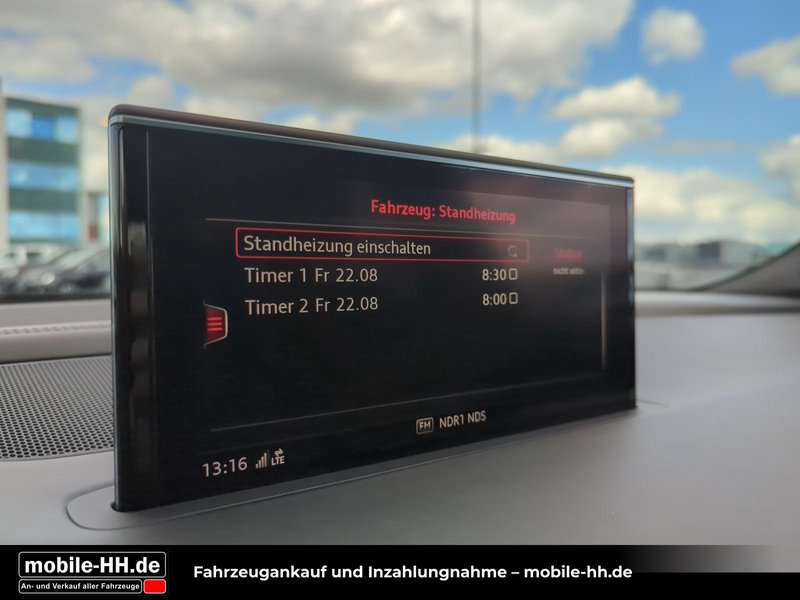 Fahrzeug: Standheizung
Standheizung einschalten
nicht aktiv
Timer 1 Fr 22.08 8:30
Timer 2 Fr 22.08 8:00
FM NDR1 NDS
13:16 LTE
mobile-HH.de
An- und Verkauf aller Fahrzeuge
Fahrzeugankauf und Inzahlungnahme – mobile-hh.de